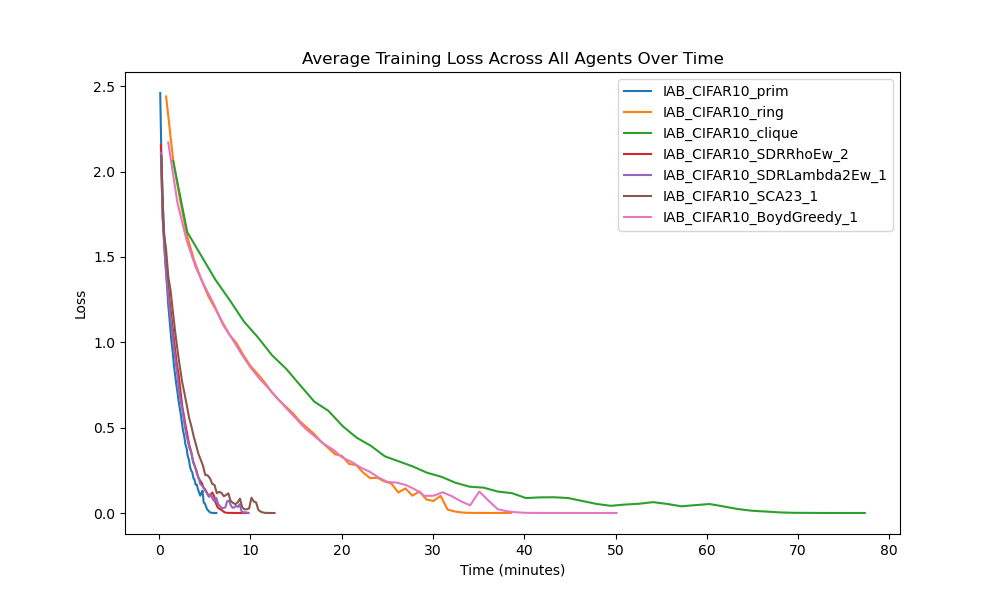 Average Training Loss Across All Agents Over Time
2.5
2.0
1.5
1.0
0.5
0.0
Loss
0
10
20
30
40
50
60
70
80
Time (minutes)
IAB_CIFAR10_prim
IAB_CIFAR10_ring
IAB_CIFAR10_clique
IAB_CIFAR10_SDRRhoEw_2
IAB_CIFAR10_SDRLambda2Ew_1
IAB_CIFAR10_SCA23_1
IAB_CIFAR10_BoydGreedy_1